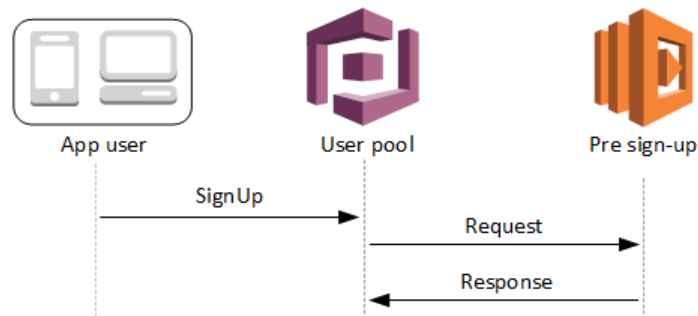 App user
User pool
Pre sign-up
SignUp
Request
Response